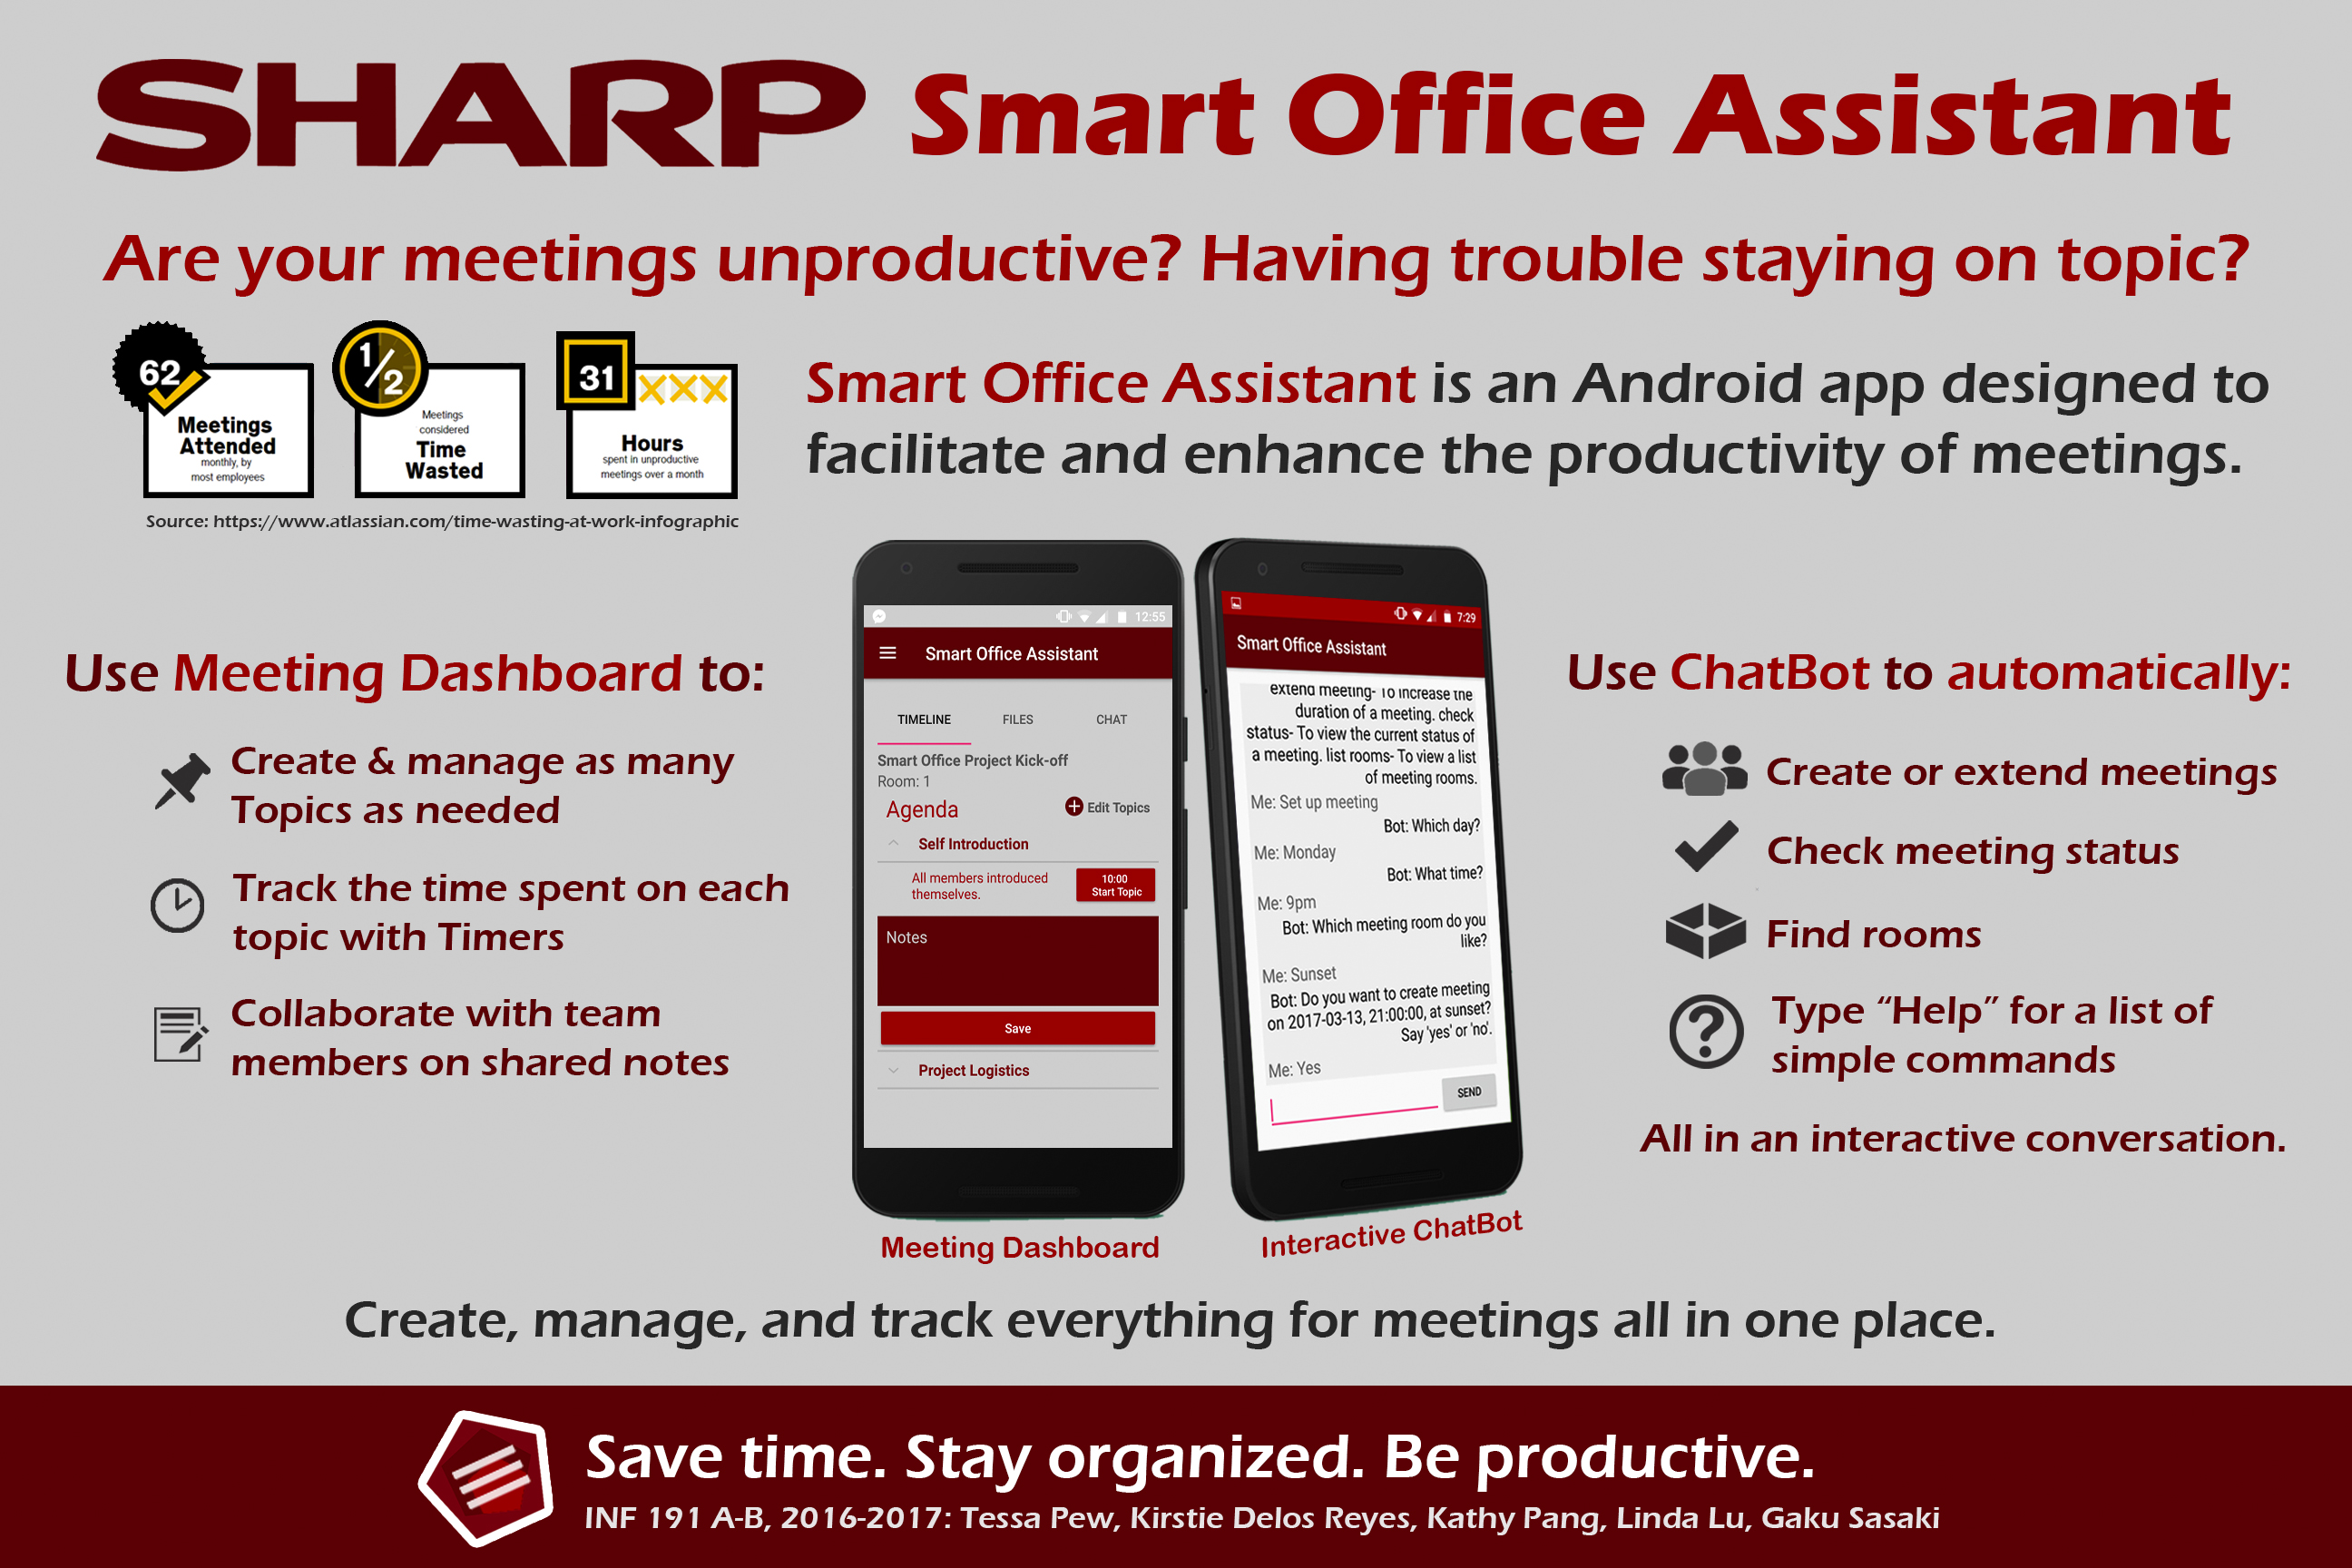 SHARP Smart Office Assistant
Are your meetings unproductive? Having trouble staying on topic?
62
Meetings
Attended
monthly, by
most employees
1/2
Meetings
considered
Time
Wasted
31
Hours
spent in unproductive
meetings over a month
Source: https://www.atlassian.com/time-wasting-at-work-infographic
Smart Office Assistant is an Android app designed to
facilitate and enhance the productivity of meetings.
Use Meeting Dashboard to:
Create & manage as many
Topics as needed
Track the time spent on each
topic with Timers
Collaborate with team
members on shared notes
12:55
Smart Office Assistant
TIMELINE FILES CHAT
Smart Office Project Kick-off
Room: 1
Agenda
Edit Topics
Self Introduction
All members introduced
themselves.
10:00
Start Topic
Notes
Save
Project Logistics
Meeting Dashboard
7:29
Smart Office Assistant
extend meeting- To increase the
duration of a meeting. check
status- To view the current status of
a meeting. list rooms- To view a list
of meeting rooms.
Me: Set up meeting
Bot: Which day?
Me: Monday
Bot: What time?
Me: 9pm
Bot: Which meeting room do you
like?
Me: Sunset
Bot: Do you want to create meeting
on 2017-03-13, 21:00:00, at sunset?
Say 'yes' or 'no'.
Me: Yes
SEND
Interactive ChatBot
Use ChatBot to automatically:
Create or extend meetings
Check meeting status
Find rooms
Type “Help” for a list of
simple commands
All in an interactive conversation.
Create, manage, and track everything for meetings all in one place.
Save time. Stay organized. Be productive.
INF 191 A-B, 2016-2017: Tessa Pew, Kirstie Delos Reyes, Kathy Pang, Linda Lu, Gaku Sasaki